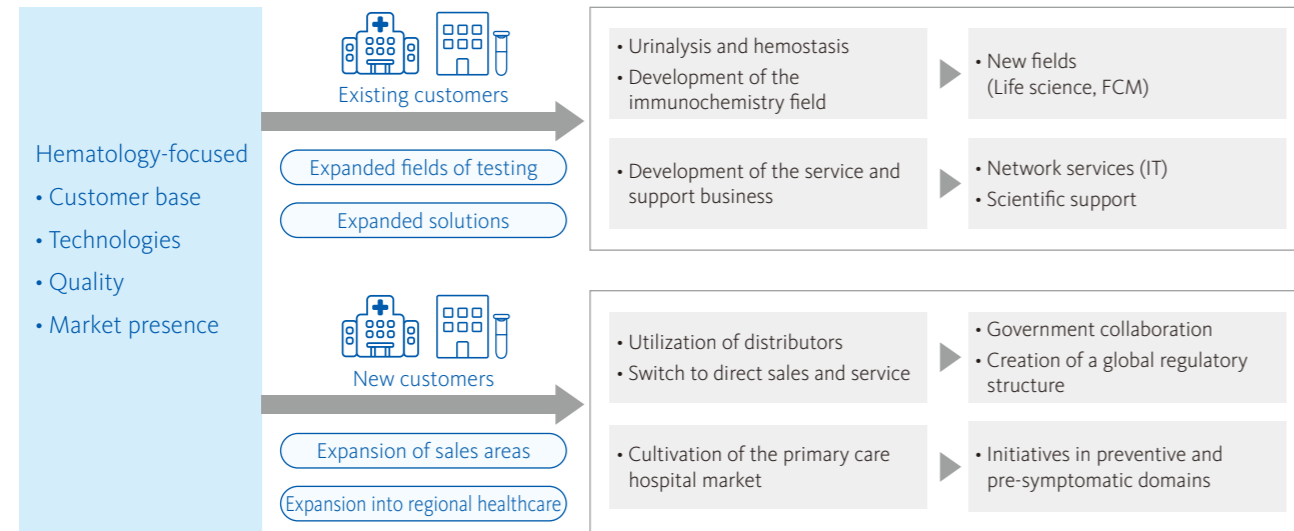 Hematology-focused
• Customer base
• Technologies
• Quality
• Market presence
Existing customers
Expanded fields of testing
Expanded solutions
• Urinalysis and hemostasis
• Development of the
immunochemistry field
• New fields
(Life science, FCM)
• Development of the service and
support business
• Network services (IT)
• Scientific support
New customers
Expansion of sales areas
Expansion into regional healthcare
• Utilization of distributors
• Switch to direct sales and service
• Government collaboration
• Creation of a global regulatory
structure
• Cultivation of the primary care
hospital market
• Initiatives in preventive and
pre-symptomatic domains